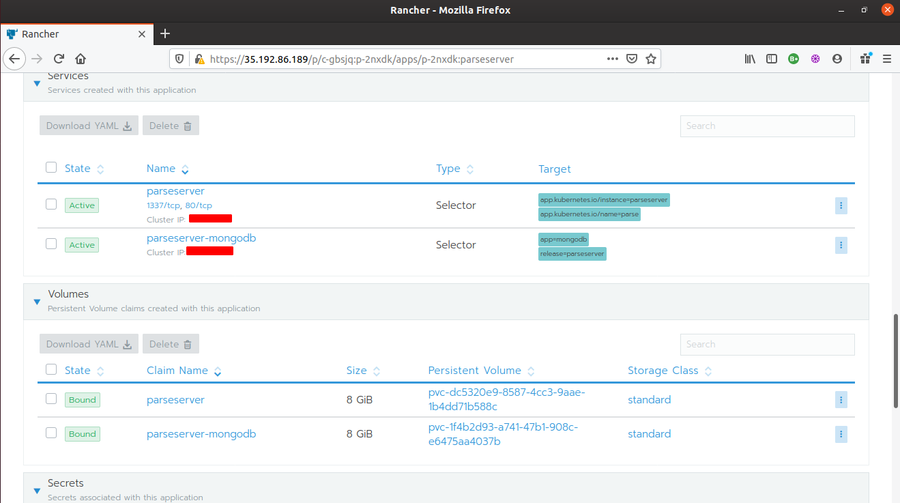 Rancher - Mozilla Firefox
Rancher
https://35.192.86.189/p/c-gbsjq:p-2nxdk/apps/p-2nxdk:parseserver
Services
Services created with this application
Download YAML Delete Search
State Name Type Target
parseserver
Active 1337/tcp, 80/tcp Selector app.kubernetes.io/instance=parseserver
Cluster IP: app.kubernetes.io/name=parse
parseserver-mongodb
Active Selector app=mongodb
Cluster IP: release=parseserver
Volumes
Persistent Volume claims created with this application
Download YAML Delete Search
State Claim Name Size Persistent Volume Storage Class
Bound parseserver 8 GiB pvc-dc5320e9-8587-4cc3-9aae- standard
1b4dd71b588c
Bound parseserver-mongodb 8 GiB pvc-1f4b2d93-a741-47b1-908c- standard
e6475aa4037b
Secrets
Secrets associated with this application